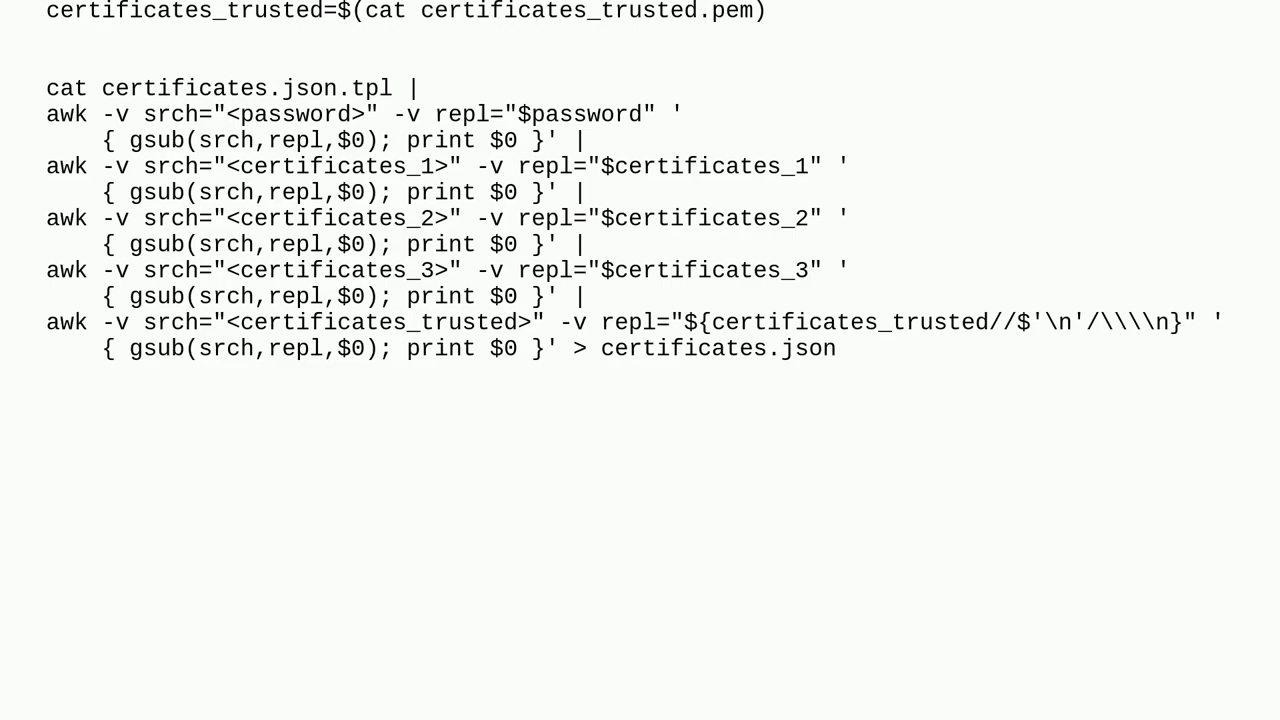 certificates_trusted=$(cat certificates_trusted.pem)
cat certificates.json.tpl |
awk -v srch="<password>" -v repl="$password" '
    { gsub(srch,repl,$0); print $0 }' |
awk -v srch="<certificates_1>" -v repl="$certificates_1" '
    { gsub(srch,repl,$0); print $0 }' |
awk -v srch="<certificates_2>" -v repl="$certificates_2" '
    { gsub(srch,repl,$0); print $0 }' |
awk -v srch="<certificates_3>" -v repl="$certificates_3" '
    { gsub(srch,repl,$0); print $0 }' |
awk -v srch="<certificates_trusted>" -v repl="${certificates_trusted//$'\n'/\\\\n}" '
    { gsub(srch,repl,$0); print $0 }' > certificates.json